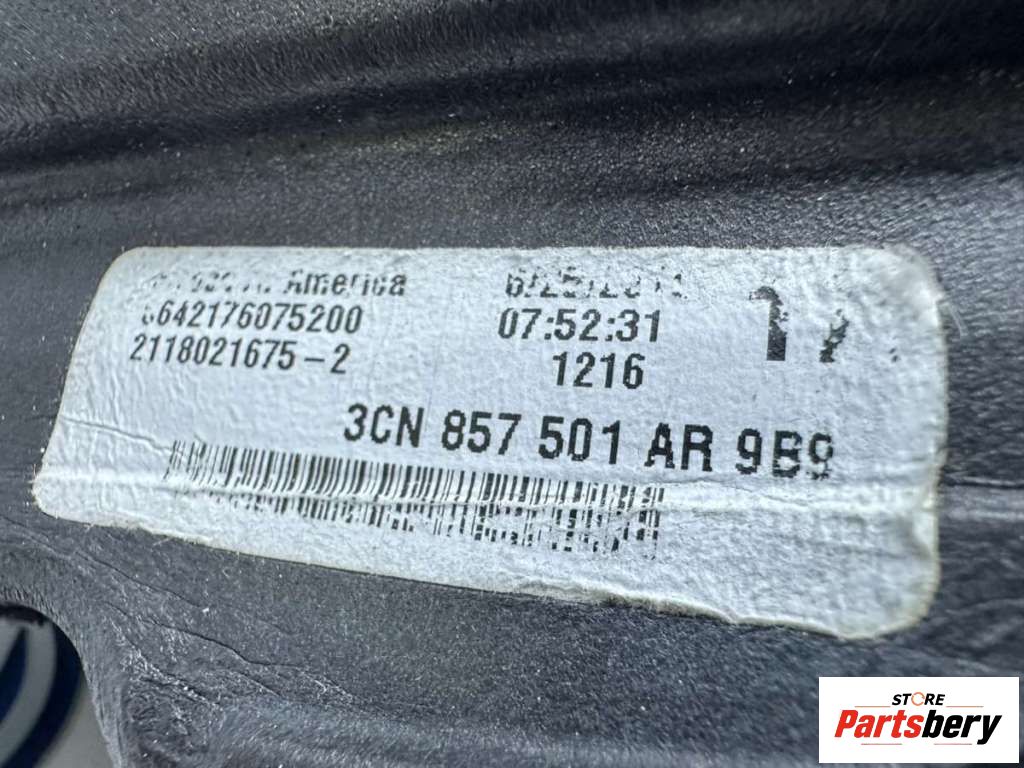 America
642176075200
07:52:31
2118021675-2
1216
3CN 857 501 AR 9B9
STORE
Partsbery